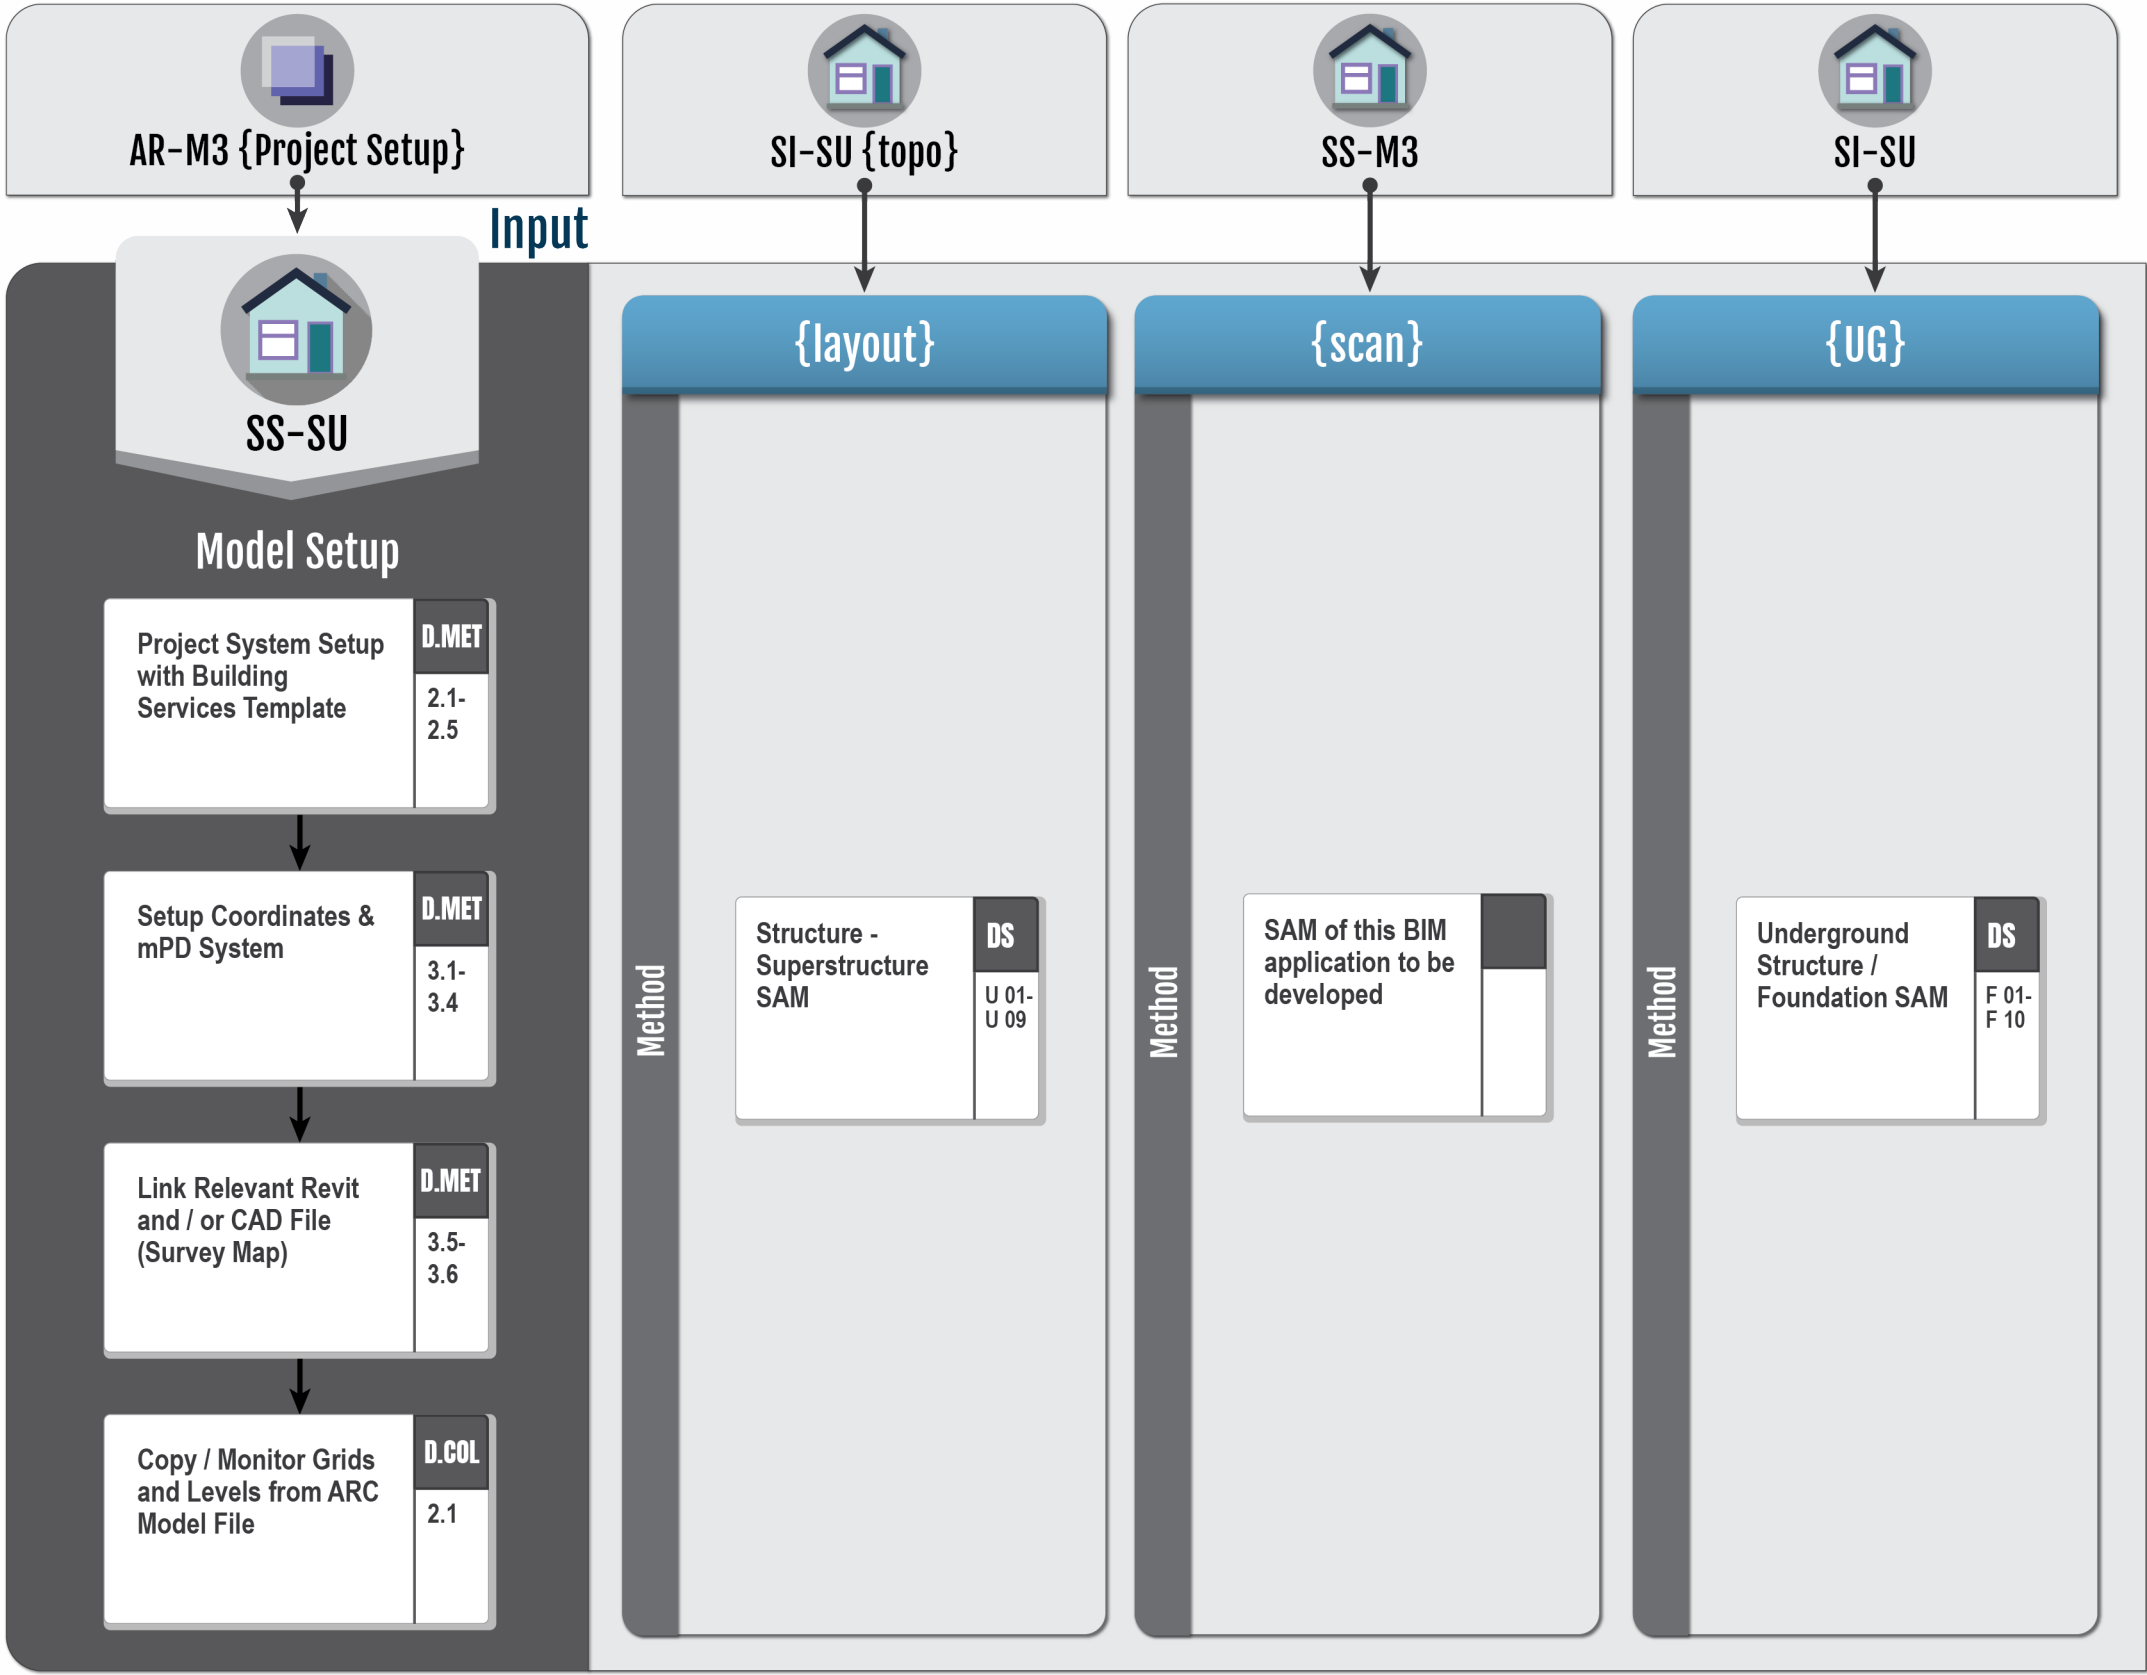 AR-M3 {Project Setup}
SI-SU {topo}
SS-M3
SI-SU
Input
SS-SU
Model Setup
Project System Setup
with Building
Services Template
D.MET
2.1-
2.5
Setup Coordinates &
mPD System
D.MET
3.1-
3.4
Link Relevant Revit
and / or CAD File
(Survey Map)
D.MET
3.5-
3.6
Copy / Monitor Grids
and Levels from ARC
Model File
D.COL
2.1
{layout}
Method
Structure -
Superstructure
SAM
DS
U 01-
U 09
{scan}
Method
SAM of this BIM
application to be
developed
{UG}
Method
Underground
Structure /
Foundation SAM
DS
F 01-
F 10